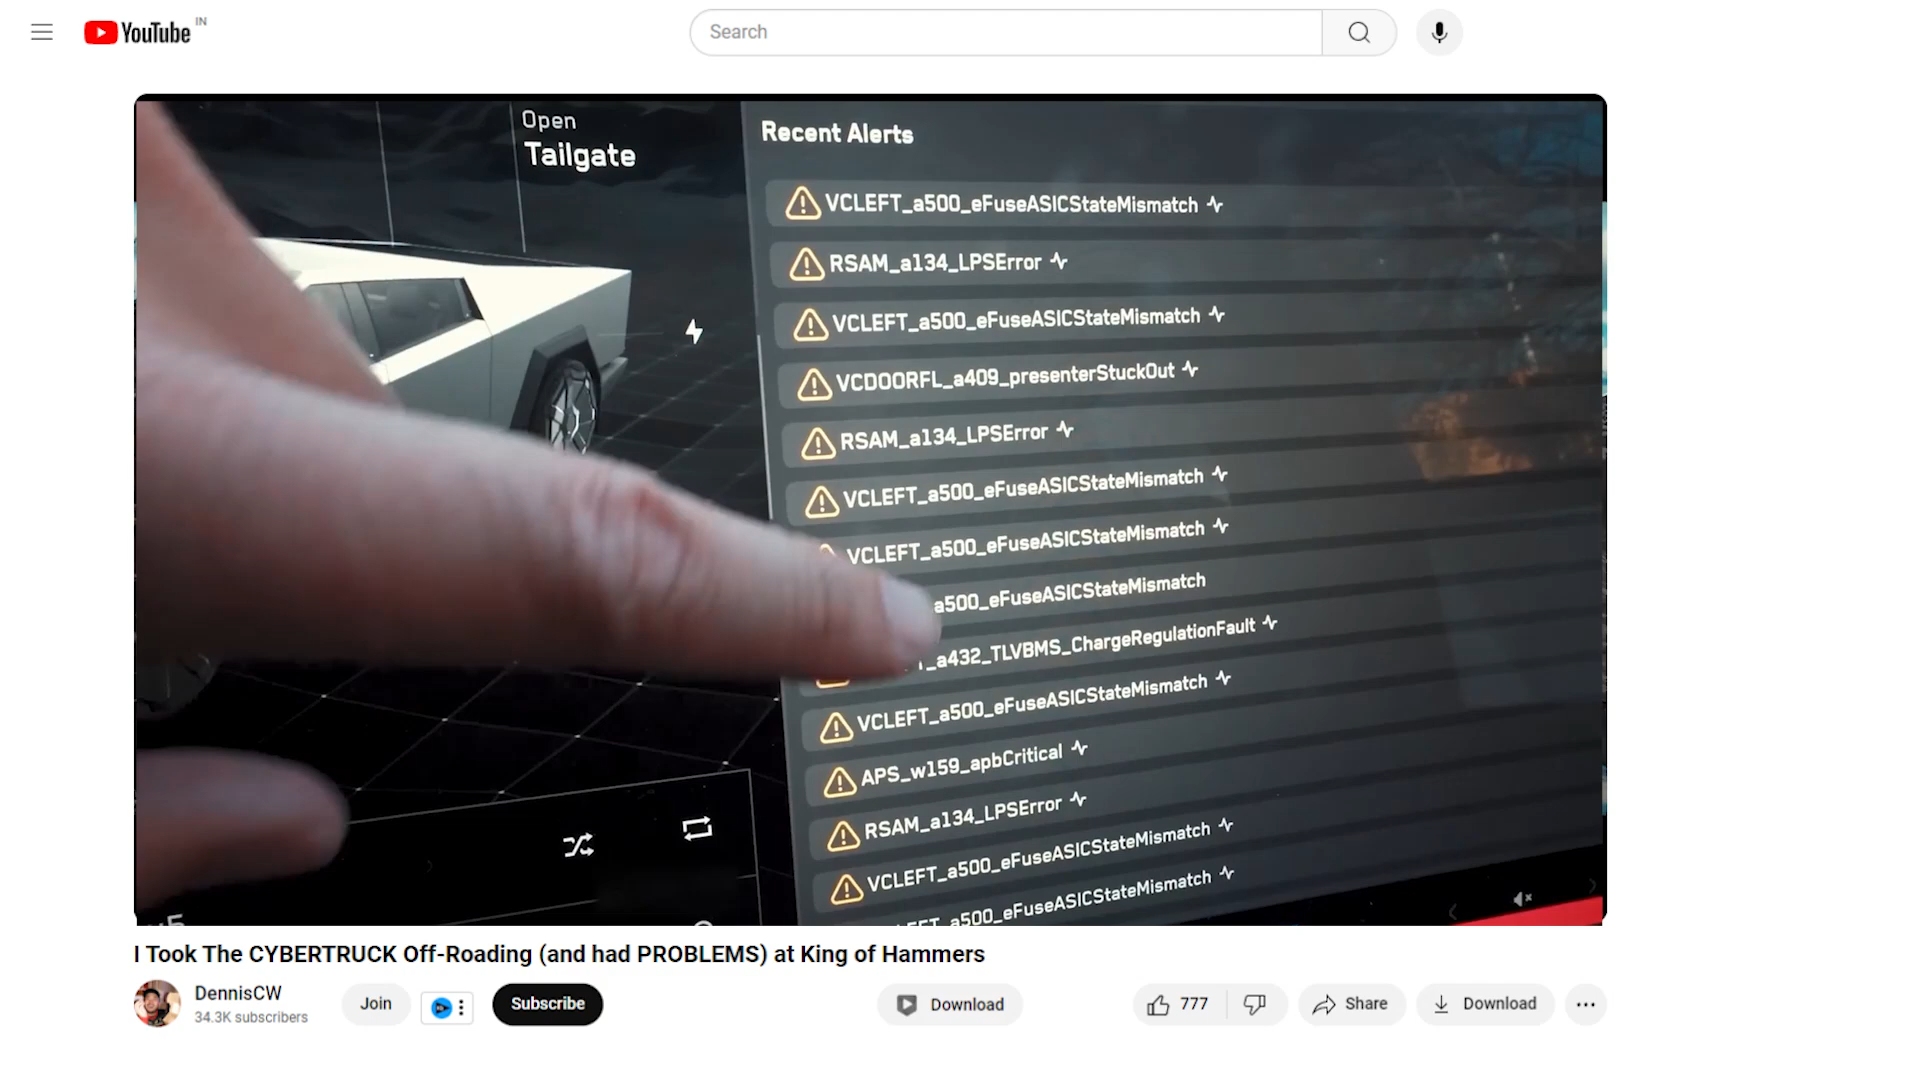 YouTube IN
Search
Open
Tailgate
Recent Alerts
VCLEFT_a500_eFuseASICStateMismatch
RSAM_a134_LPSError
VCLEFT_a500_eFuseASICStateMismatch
VCDOORFL_a409_presenterStuckOut
RSAM_a134_LPSError
VCLEFT_a500_eFuseASICStateMismatch
VCLEFT_a500_eFuseASICStateMismatch
a500_eFuseASICStateMismatch
_a432_TLVBMS_ChargeRegulationFault
VCLEFT_a500_eFuseASICStateMismatch
APS_w159_apbCritical
RSAM_a134_LPSError
VCLEFT_a500_eFuseASICStateMismatch
LEFT_a500_eFuseASICStateMismatch
I Took The CYBERTRUCK Off-Roading (and had PROBLEMS) at King of Hammers
DennisCW
34.3K subscribers
Join
Subscribe
Download
777
Share
Download